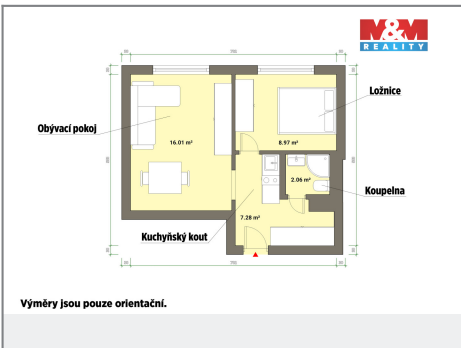 M&M
REALITY
Ložnice
Obývací pokoj
16.01 m²
8.97 m²
2.06 m²
Koupelna
7.28 m²
Kuchyňský kout
Výměry jsou pouze orientační.